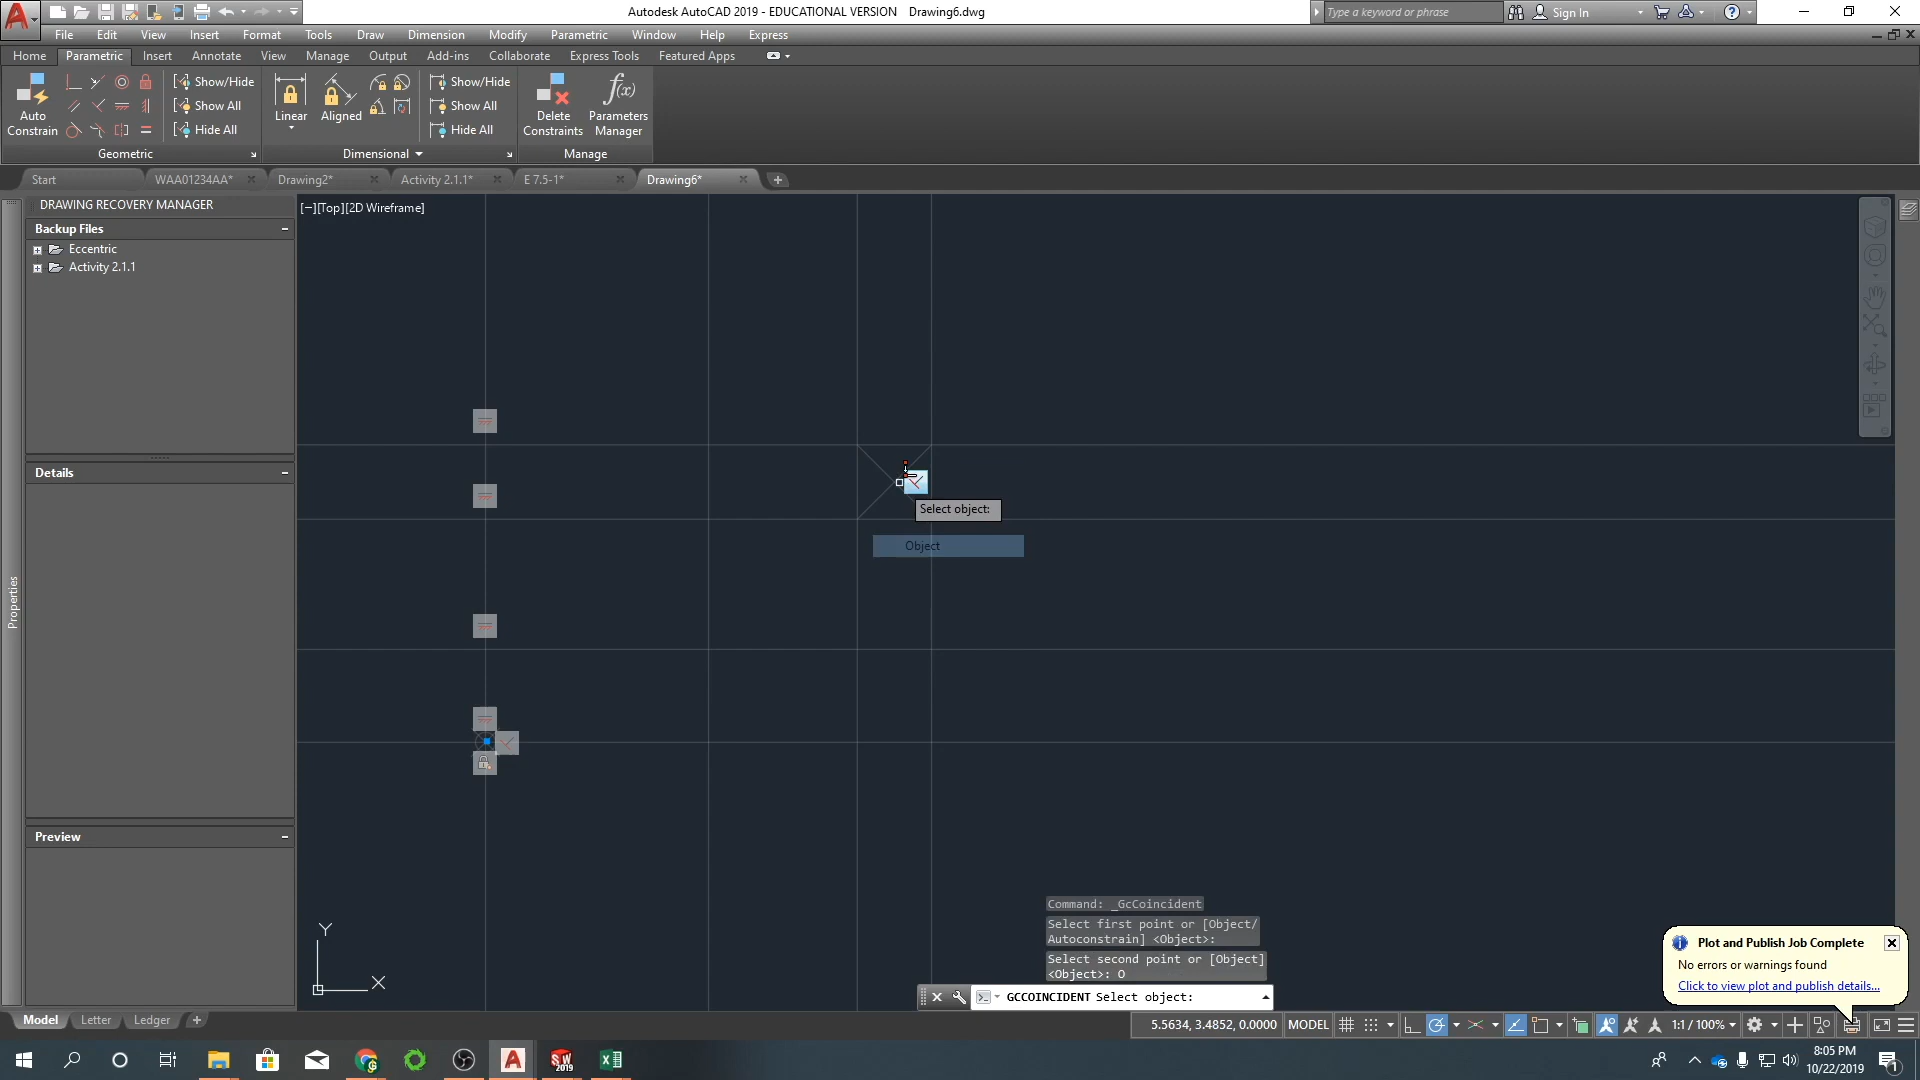 Autodesk AutoCAD 2019 - EDUCATIONAL VERSION Drawing6.dwg
Type a keyword or phrase
Sign In
File Edit View Insert Format Tools Draw Dimension Modify Parametric Window Help Express
Home Parametric Insert Annotate View Manage Output Add-ins Collaborate Express Tools Featured Apps
Auto
Constrain
Show/Hide
Show All
Hide All
Geometric
Linear
Aligned
Show/Hide
Show All
Hide All
Dimensional
Delete
Constraints
f(x)
Parameters
Manager
Manage
Start WAA01234AA* Drawing2* Activity 2.1.1* E 7.5-1* Drawing6*
DRAWING RECOVERY MANAGER
Backup Files
Eccentric
Activity 2.1.1
Details
Preview
Properties
[−][Top][2D Wireframe]
Select object:
Object
Y
X
Command: _GcCoincident
Select first point or [Object/
Autoconstrain] <Object>:
Select second point or [Object]
<Object>: O
GCCOINCIDENT Select object:
Plot and Publish Job Complete
No errors or warnings found
Click to view plot and publish details...
Model Letter Ledger
5.5634, 3.4852, 0.0000 MODEL 1:1 / 100%
SW
2019
8:05 PM
10/22/2019
1